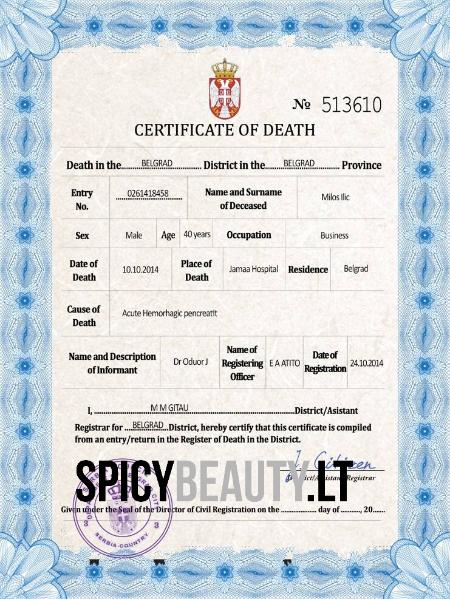 № 513610
CERTIFICATE OF DEATH
Death in the BELGRAD District in the BELGRAD Province
Entry No. 0261418458 Name and Surname of Deceased Milos Ilic
Sex Male Age 40 years Occupation Business
Date of Death 10.10.2014 Place of Death Jamaa Hospital Residence Belgrad
Cause of Death Acute Hemorhagic pencreatit
Name and Description of Informant Dr Oduor J Name of Registering Officer E A ATITO Date of Registration 24.10.2014
I, M M GITAU District/Asistant
Registrar for BELGRAD District, hereby certify that this certificate is compiled
from an entry/return in the Register of Death in the District.
J. Citizen
District/Asistant Registrar
SPICYBEAUTY.LT
Given under the Seal of the Director of Civil Registration on the ................ day of .........., 20.....
SERBIA COUNTRY